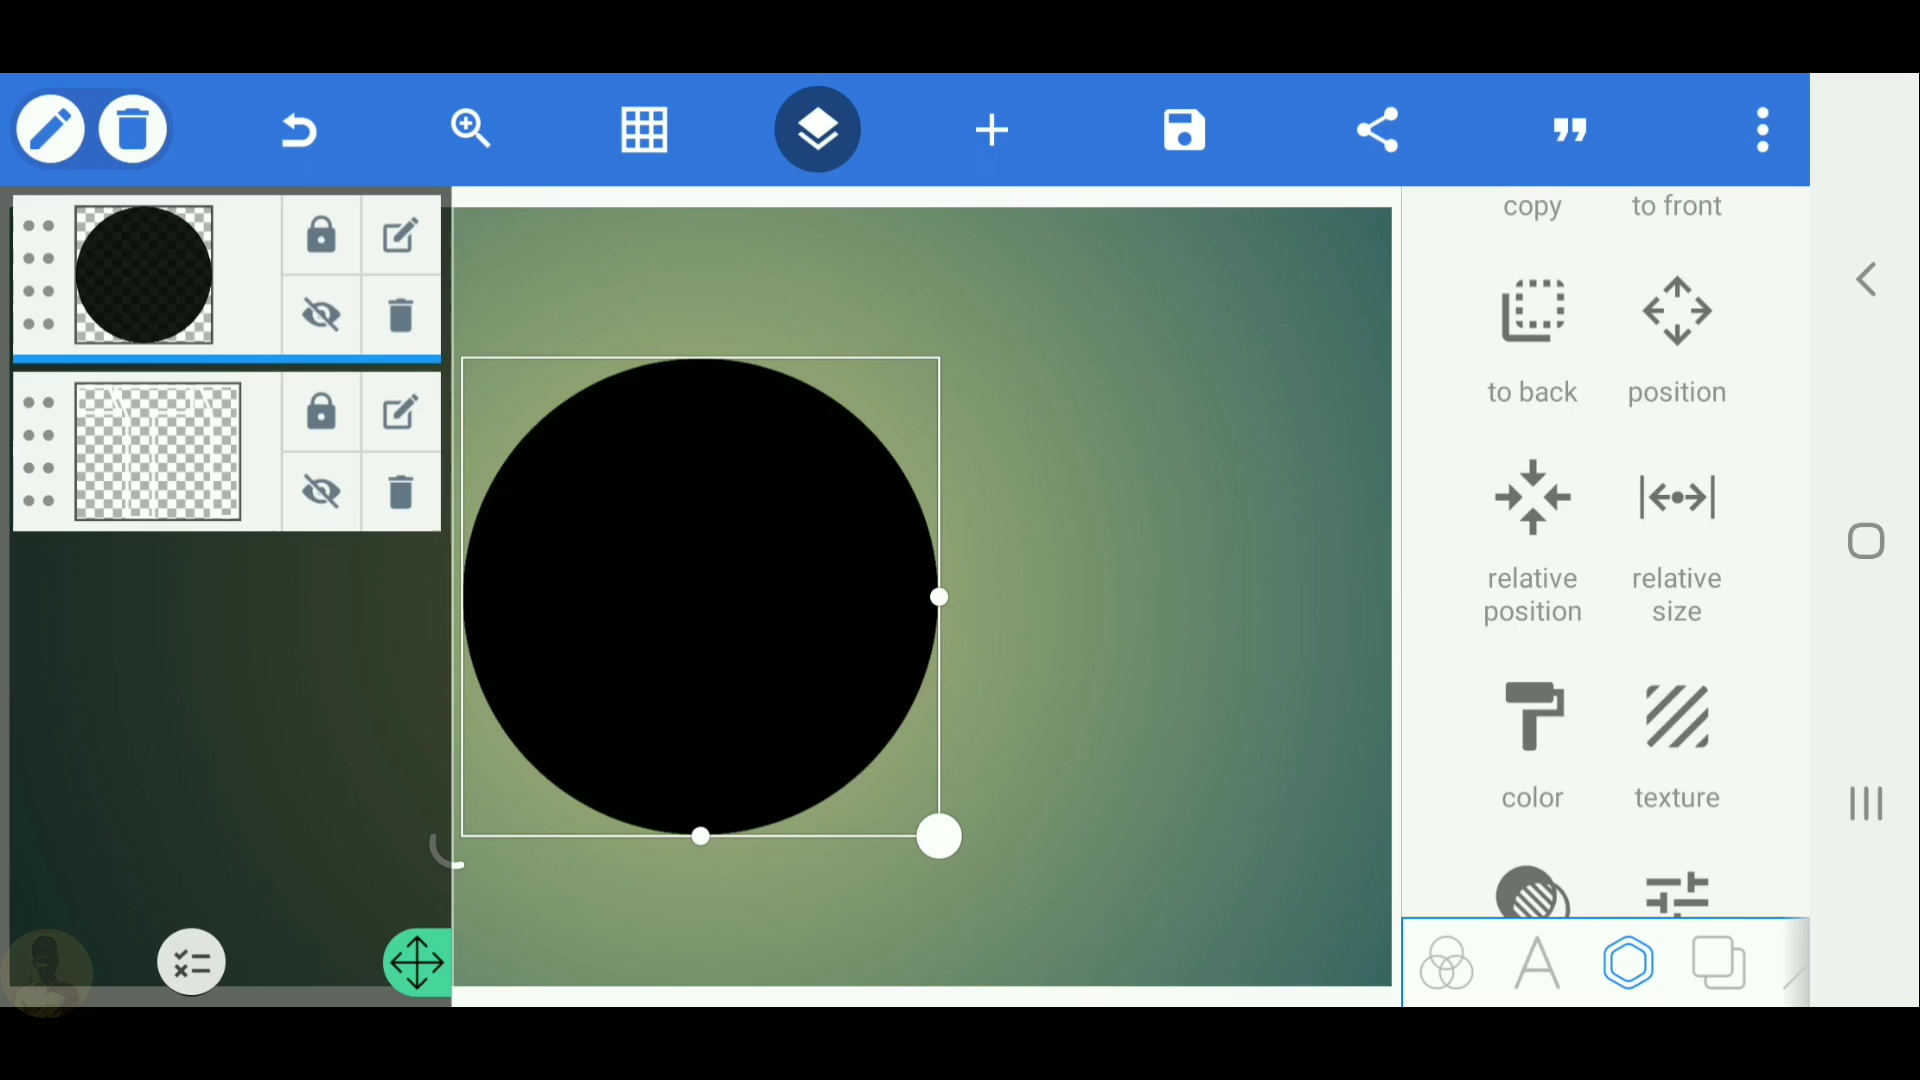 copy
to front
to back
position
relative
position
relative
size
color
texture